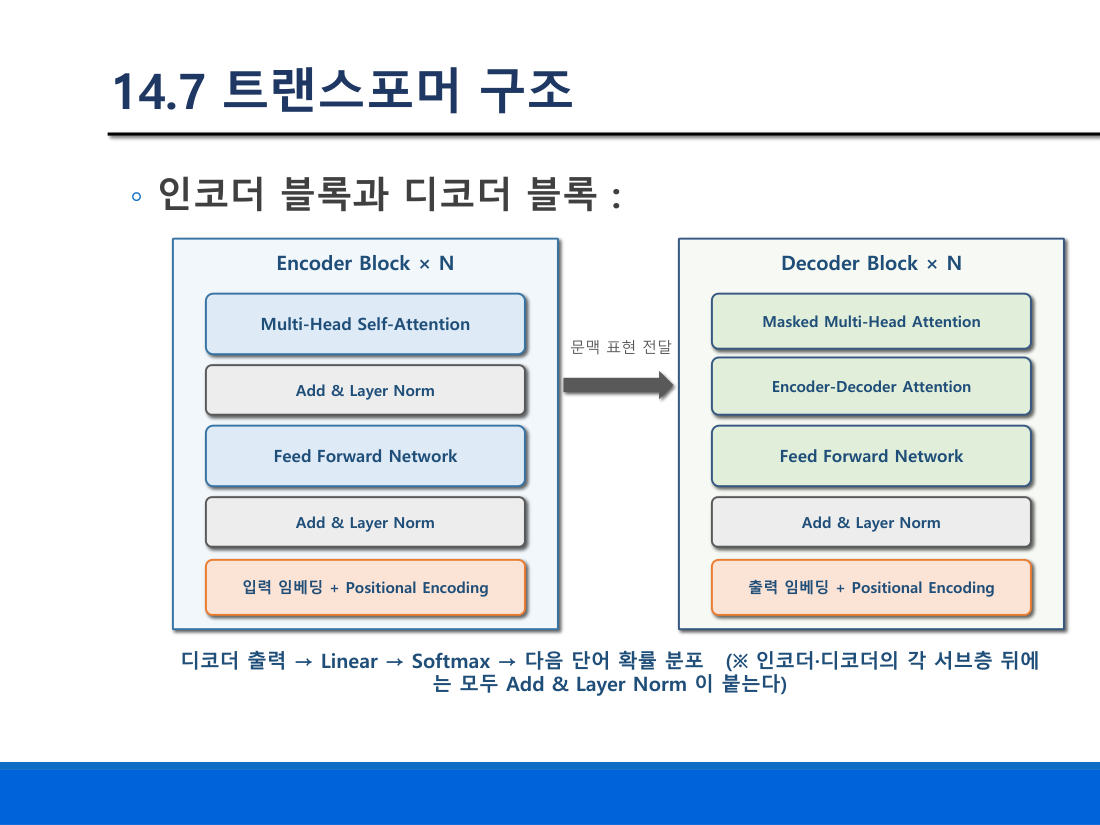 14.7 트랜스포머 구조
◦ 인코더 블록과 디코더 블록 :
Encoder Block × N
Multi-Head Self-Attention
Add & Layer Norm
Feed Forward Network
Add & Layer Norm
입력 임베딩 + Positional Encoding
문맥 표현 전달
Decoder Block × N
Masked Multi-Head Attention
Encoder-Decoder Attention
Feed Forward Network
Add & Layer Norm
출력 임베딩 + Positional Encoding
디코더 출력 → Linear → Softmax → 다음 단어 확률 분포 (※ 인코더·디코더의 각 서브층 뒤에
는 모두 Add & Layer Norm 이 붙는다)